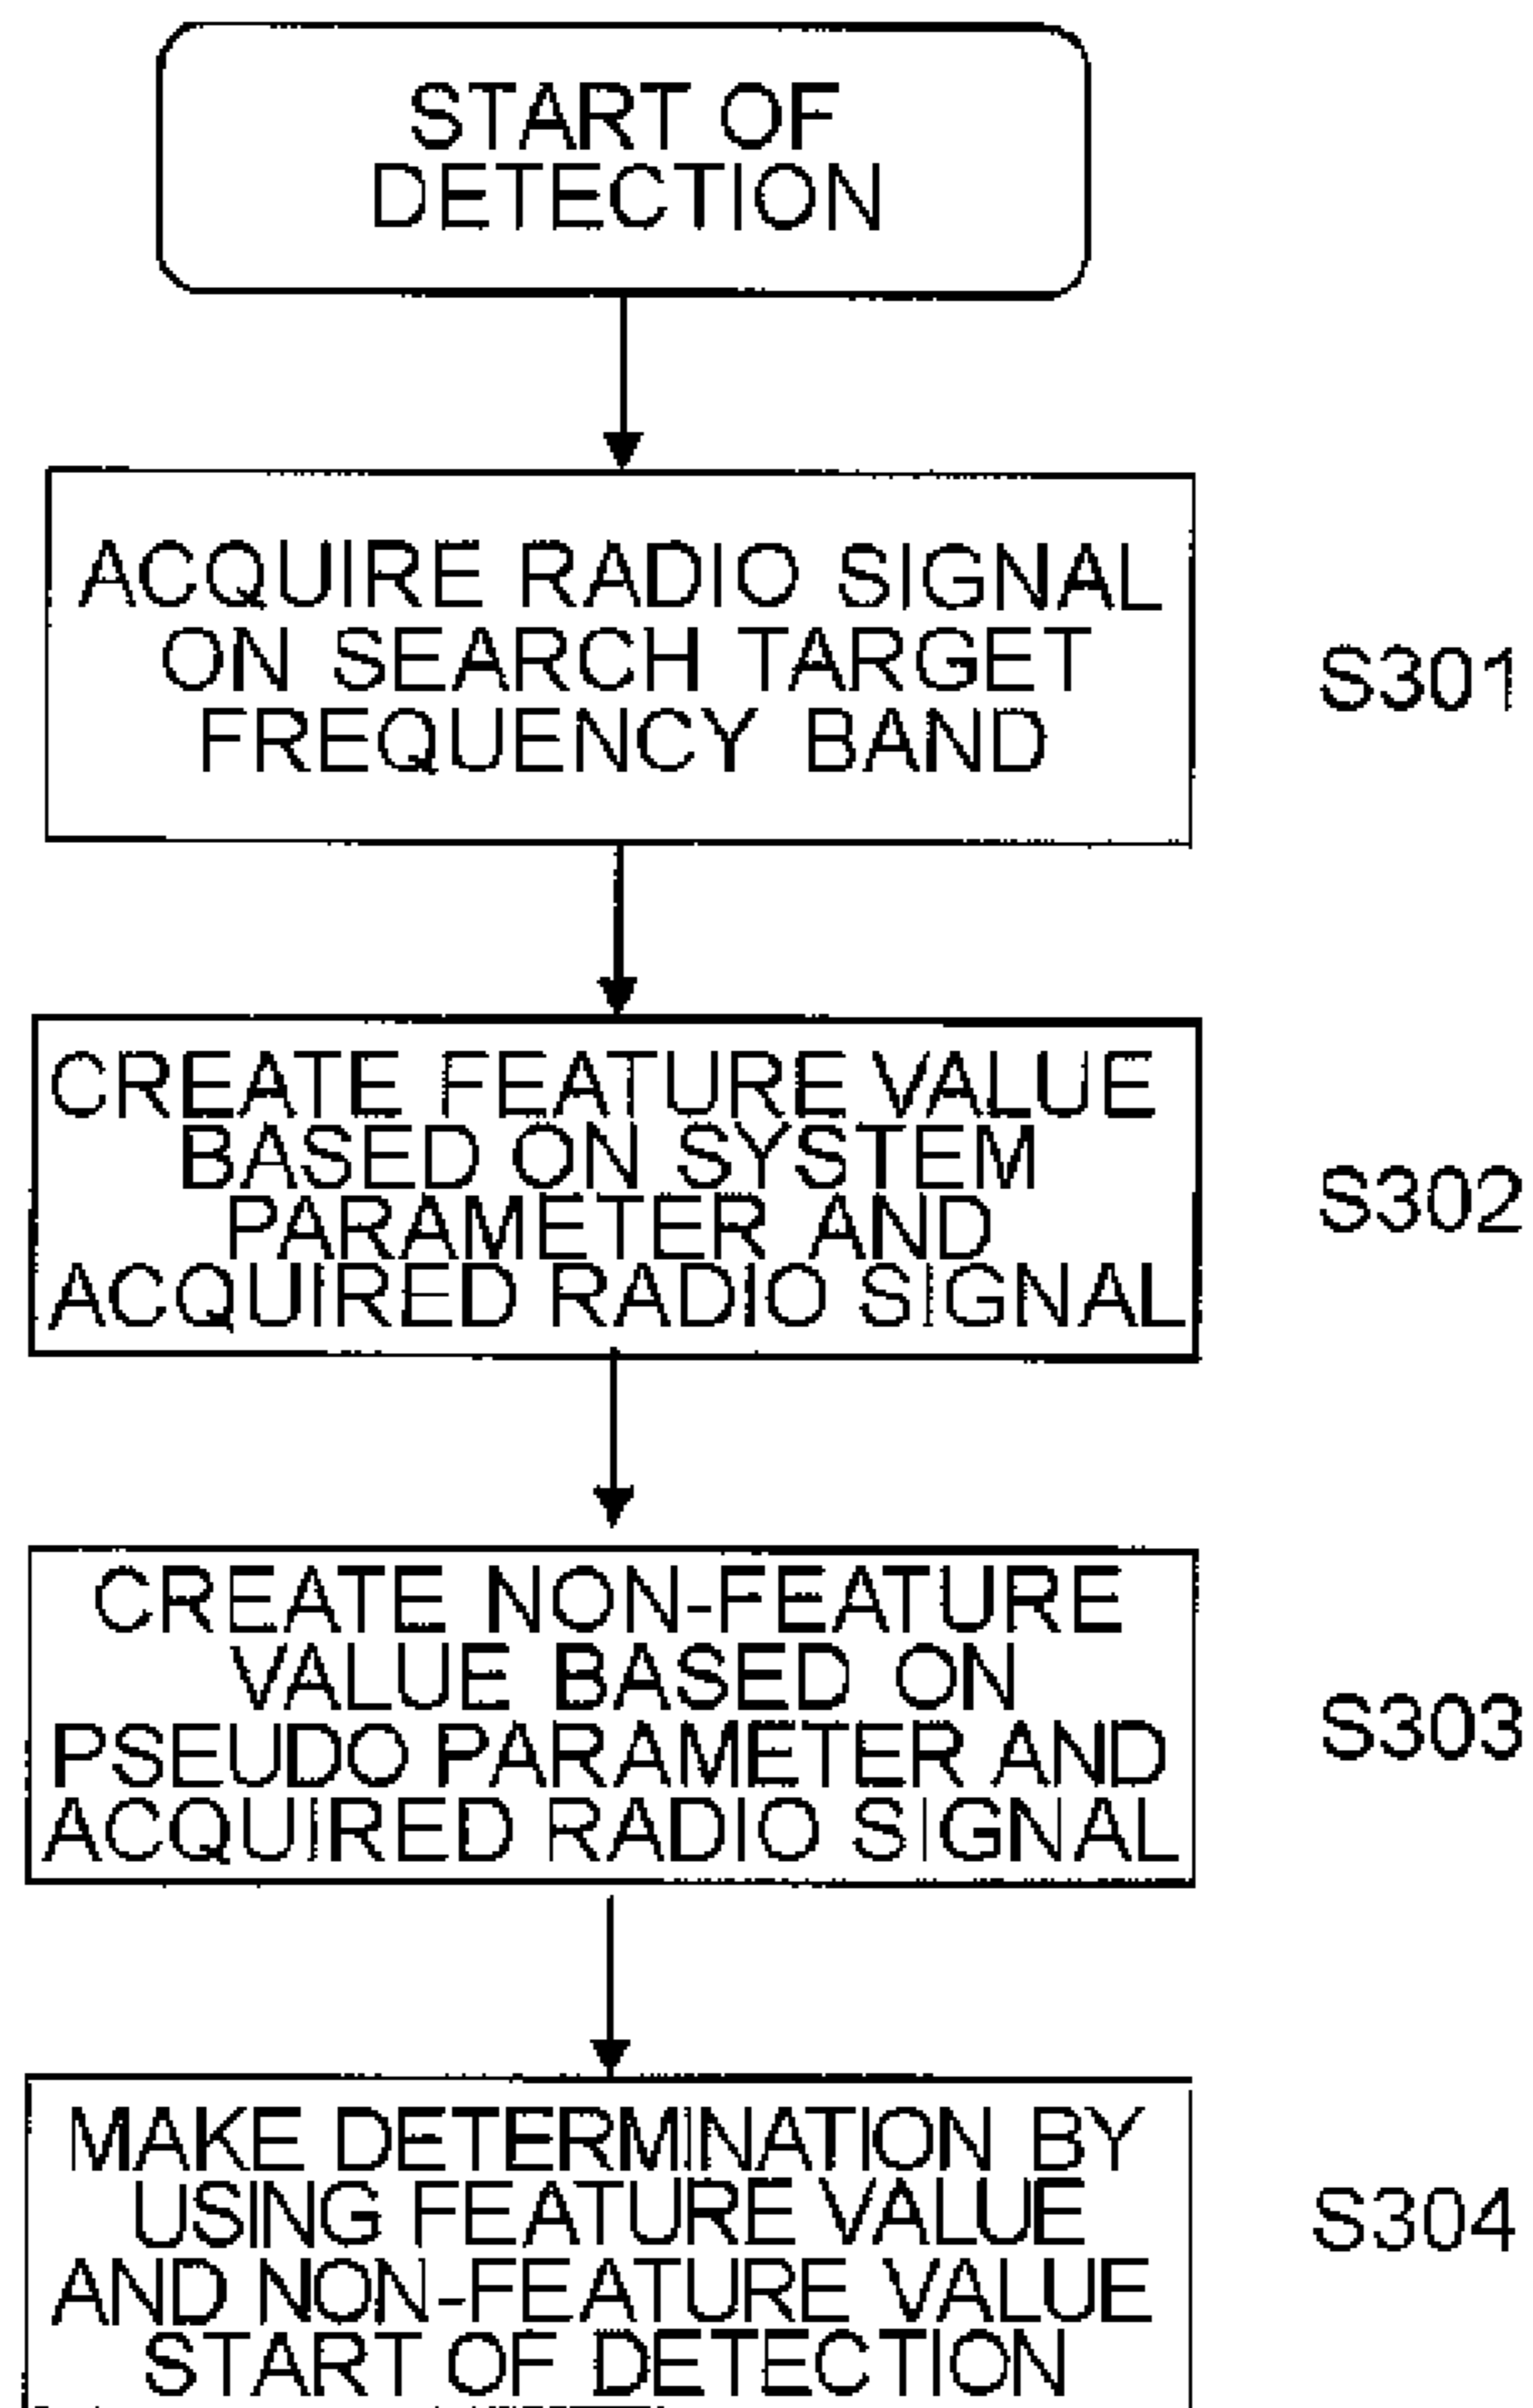 START OF
DETECTION
ACQUIRE RADIO SIGNAL
ON SEARCH TARGET
FREQUENCY BAND
S301
CREATE FEATURE VALUE
BASED ON SYSTEM
PARAMETER AND
ACQUIRED RADIO SIGNAL
S302
CREATE NON-FEATURE
VALUE BASED ON
PSEUDO PARAMETER AND
ACQUIRED RADIO SIGNAL
S303
MAKE DETERMINATION BY
USING FEATURE VALUE
AND NON-FEATURE VALUE
START OF DETECTION
S304